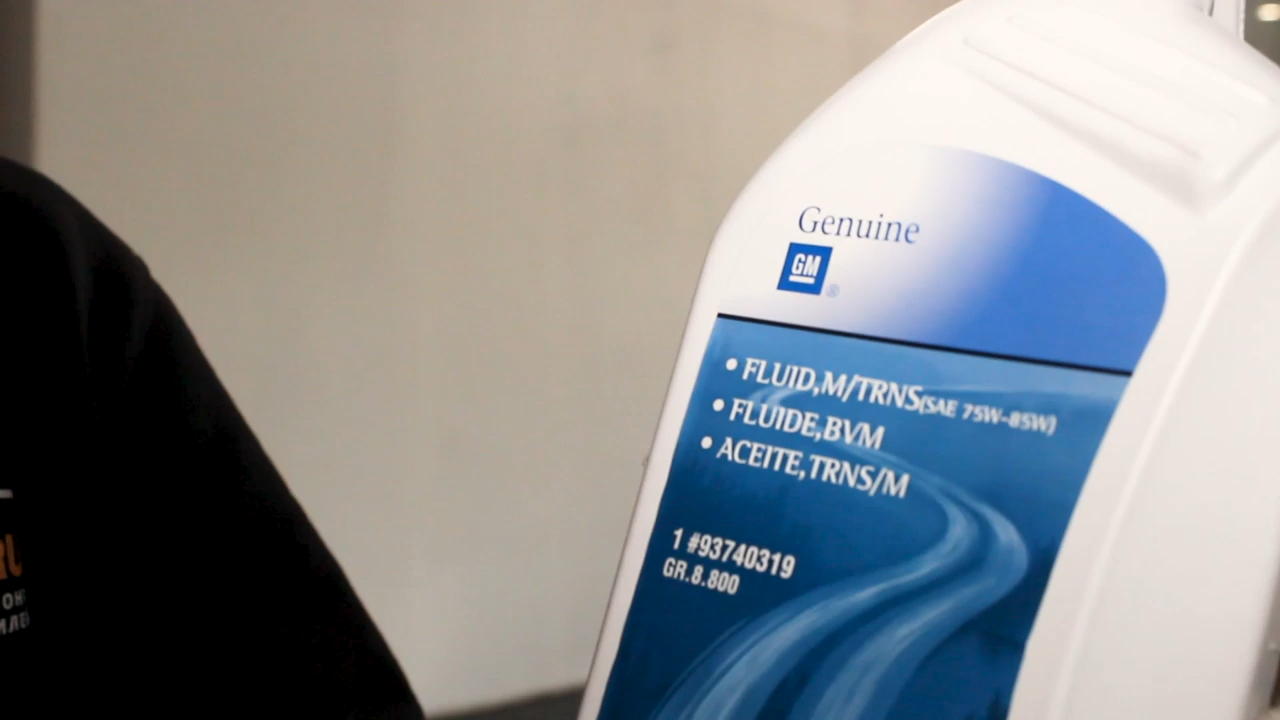 Genuine
GM
®
• FLUID,M/TRNS(SAE 75W-85W)
• FLUIDE,BVM
• ACEITE,TRNS/M
1 #93740319
GR.8.800